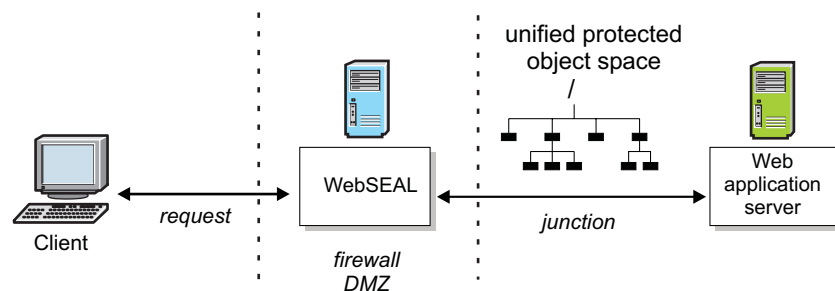 unified protected
object space
/
WebSEAL
Web
application
server
request
junction
Client
firewall
DMZ